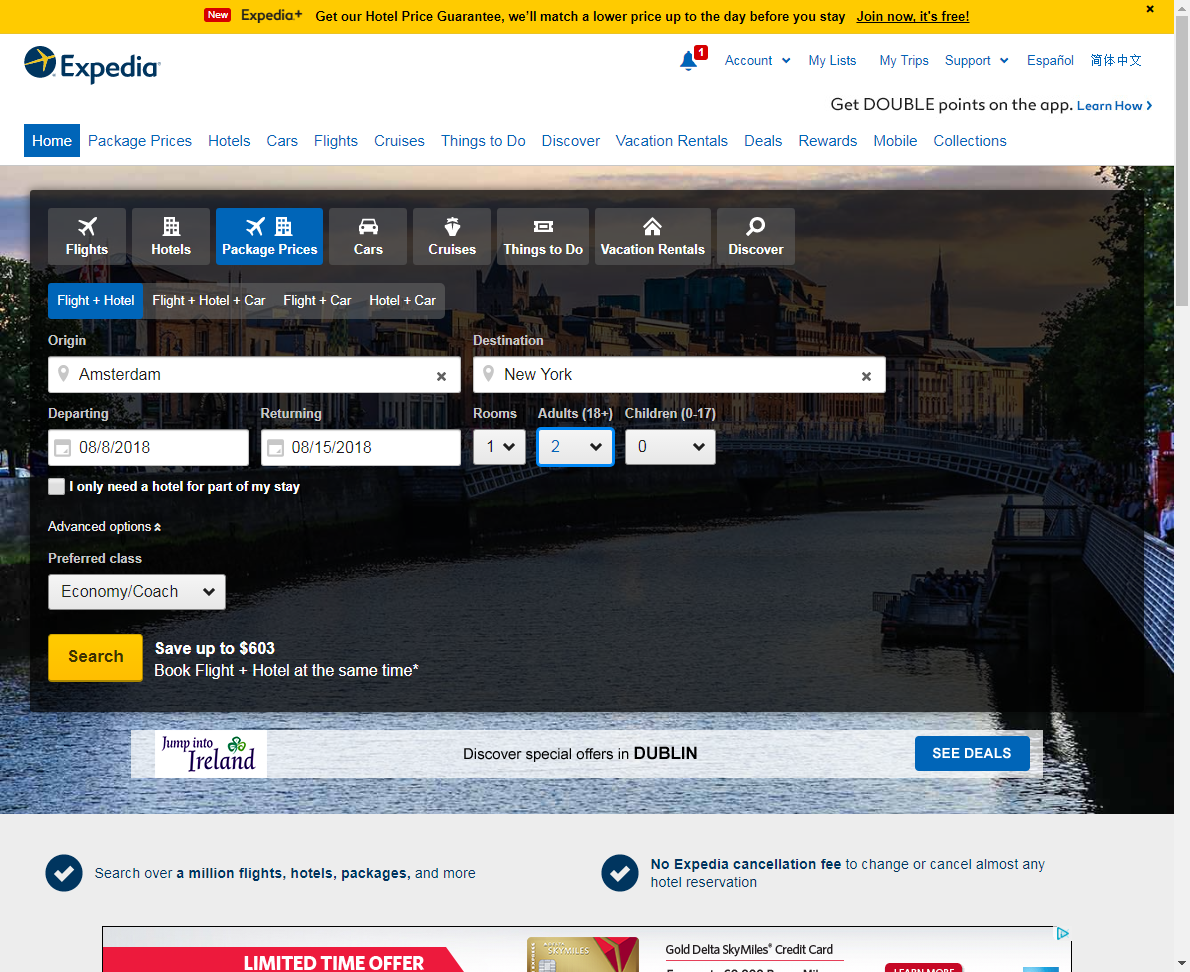 New Expedia+ Get our Hotel Price Guarantee, we'll match a lower price up to the day before you stay Join now, it's free!
Expedia
1 Account My Lists My Trips Support Español 简体中文
Get DOUBLE points on the app. Learn How
Home Package Prices Hotels Cars Flights Cruises Things to Do Discover Vacation Rentals Deals Rewards Mobile Collections
Flights Hotels Package Prices Cars Cruises Things to Do Vacation Rentals Discover
Flight + Hotel Flight + Hotel + Car Flight + Car Hotel + Car
Origin Destination
Amsterdam New York
Departing Returning Rooms Adults (18+) Children (0-17)
08/8/2018 08/15/2018 1 2 0
I only need a hotel for part of my stay
Advanced options
Preferred class
Economy/Coach
Search Save up to $603
Book Flight + Hotel at the same time*
Jump into
Ireland
Discover special offers in DUBLIN
SEE DEALS
Search over a million flights, hotels, packages, and more
No Expedia cancellation fee to change or cancel almost any
hotel reservation
LIMITED TIME OFFER
SKYMILES
Gold Delta SkyMiles® Credit Card